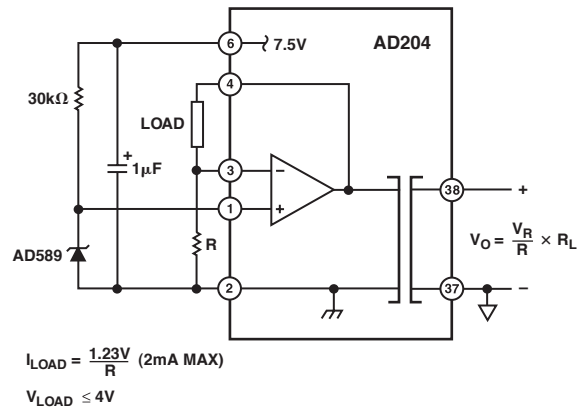 AD204
6
7.5V
4
30kΩ
LOAD
+
1μF
3
−
38
+
1
+
AD589
R
V_O = V_R/R × R_L
2
37
−
I_LOAD = 1.23V/R (2mA MAX)
V_LOAD ≤ 4V